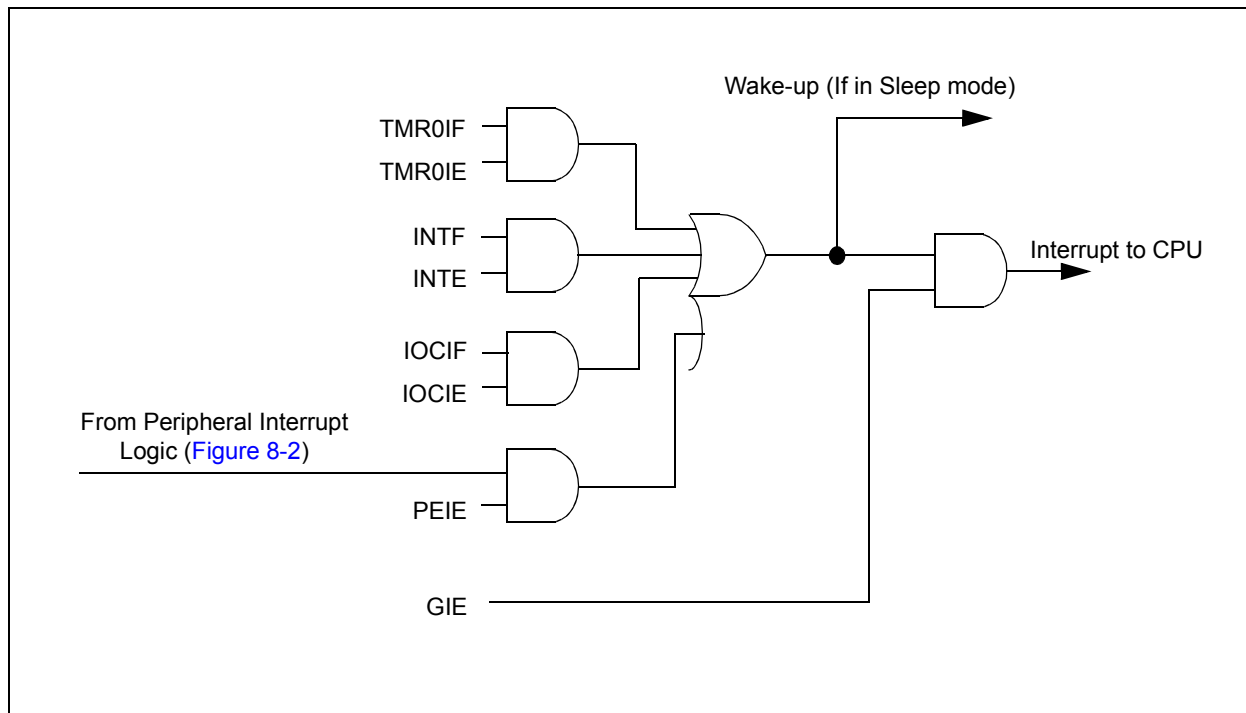 Wake-up (If in Sleep mode)
TMR0IF
TMR0IE
INTF
INTE
Interrupt to CPU
IOCIF
IOCIE
From Peripheral Interrupt
Logic (Figure 8-2)
PEIE
GIE